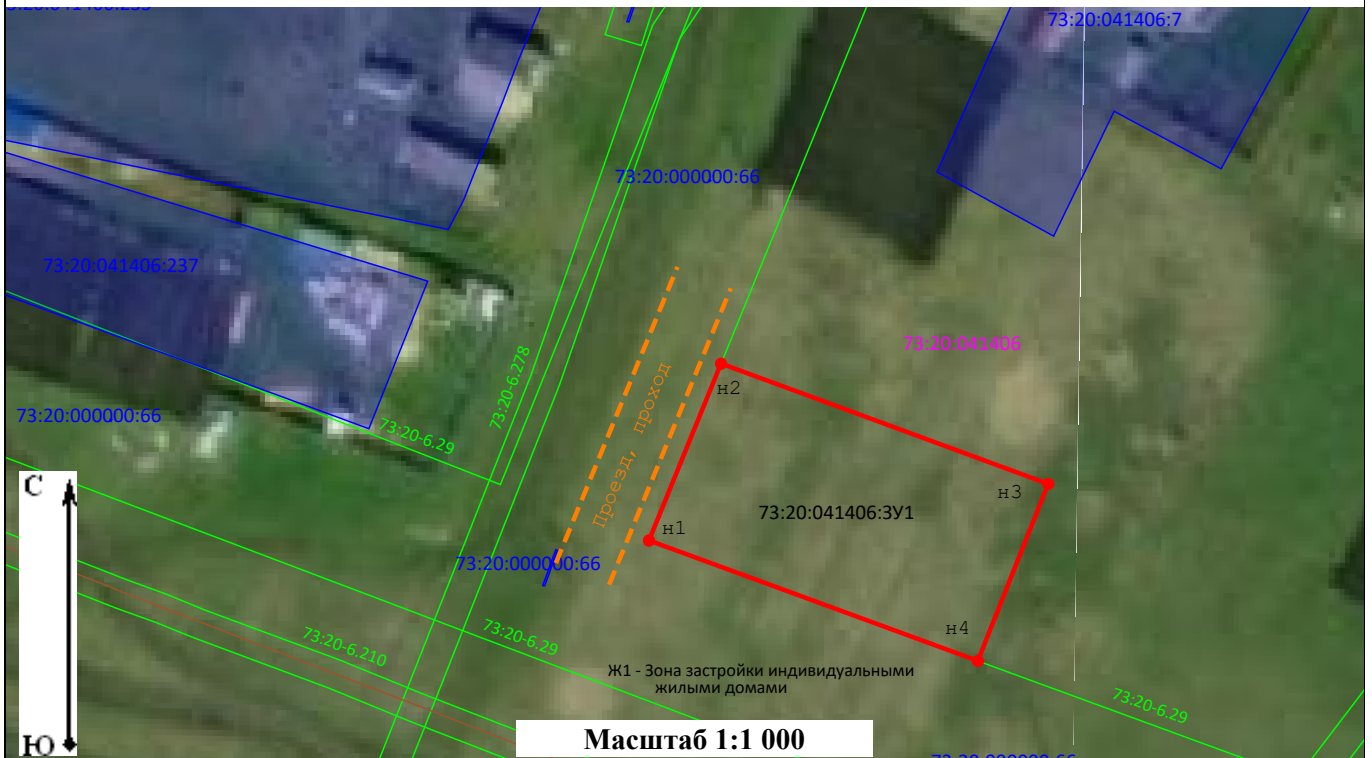 73:20:041406:7
73:20:000000:66
73:20:041406:237
73:20:041406
73:20-6.278
Проезд, проход
н2
73:20:000000:66
73:20-6.29
С
н3
73:20:041406:ЗУ1
н1
73:20:000000:66
73:20-6.29
73:20-6.210
н4
Ж1 - Зона застройки индивидуальными
жилыми домами
73:20-6.29
Ю
Масштаб 1:1 000